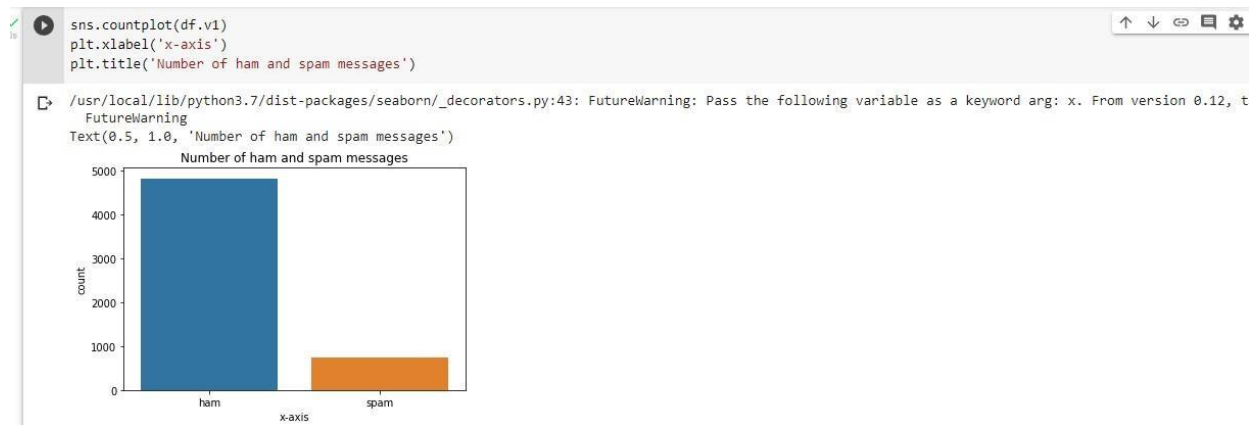 sns.countplot(df.v1)
plt.xlabel('x-axis')
plt.title('Number of ham and spam messages')
/usr/local/lib/python3.7/dist-packages/seaborn/_decorators.py:43: FutureWarning: Pass the following variable as a keyword arg: x. From version 0.12, t
FutureWarning
Text(0.5, 1.0, 'Number of ham and spam messages')
Number of ham and spam messages
5000
4000
3000
2000
1000
0
count
ham spam
x-axis